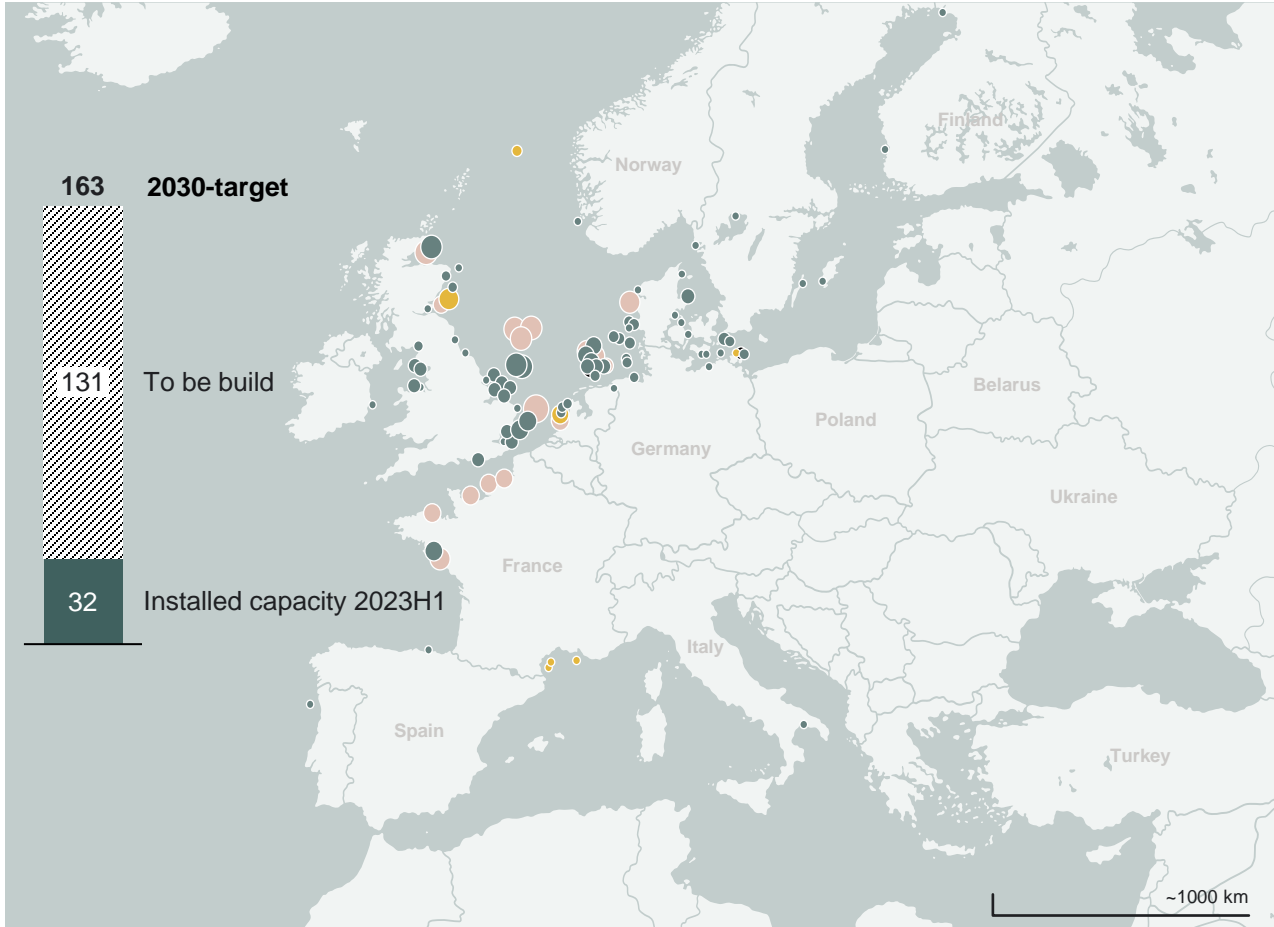 Finland
Norway
163 2030-target
131 To be build
Belarus
Poland
Germany
Ukraine
France
32 Installed capacity 2023H1
Italy
Spain
Turkey
~1000 km